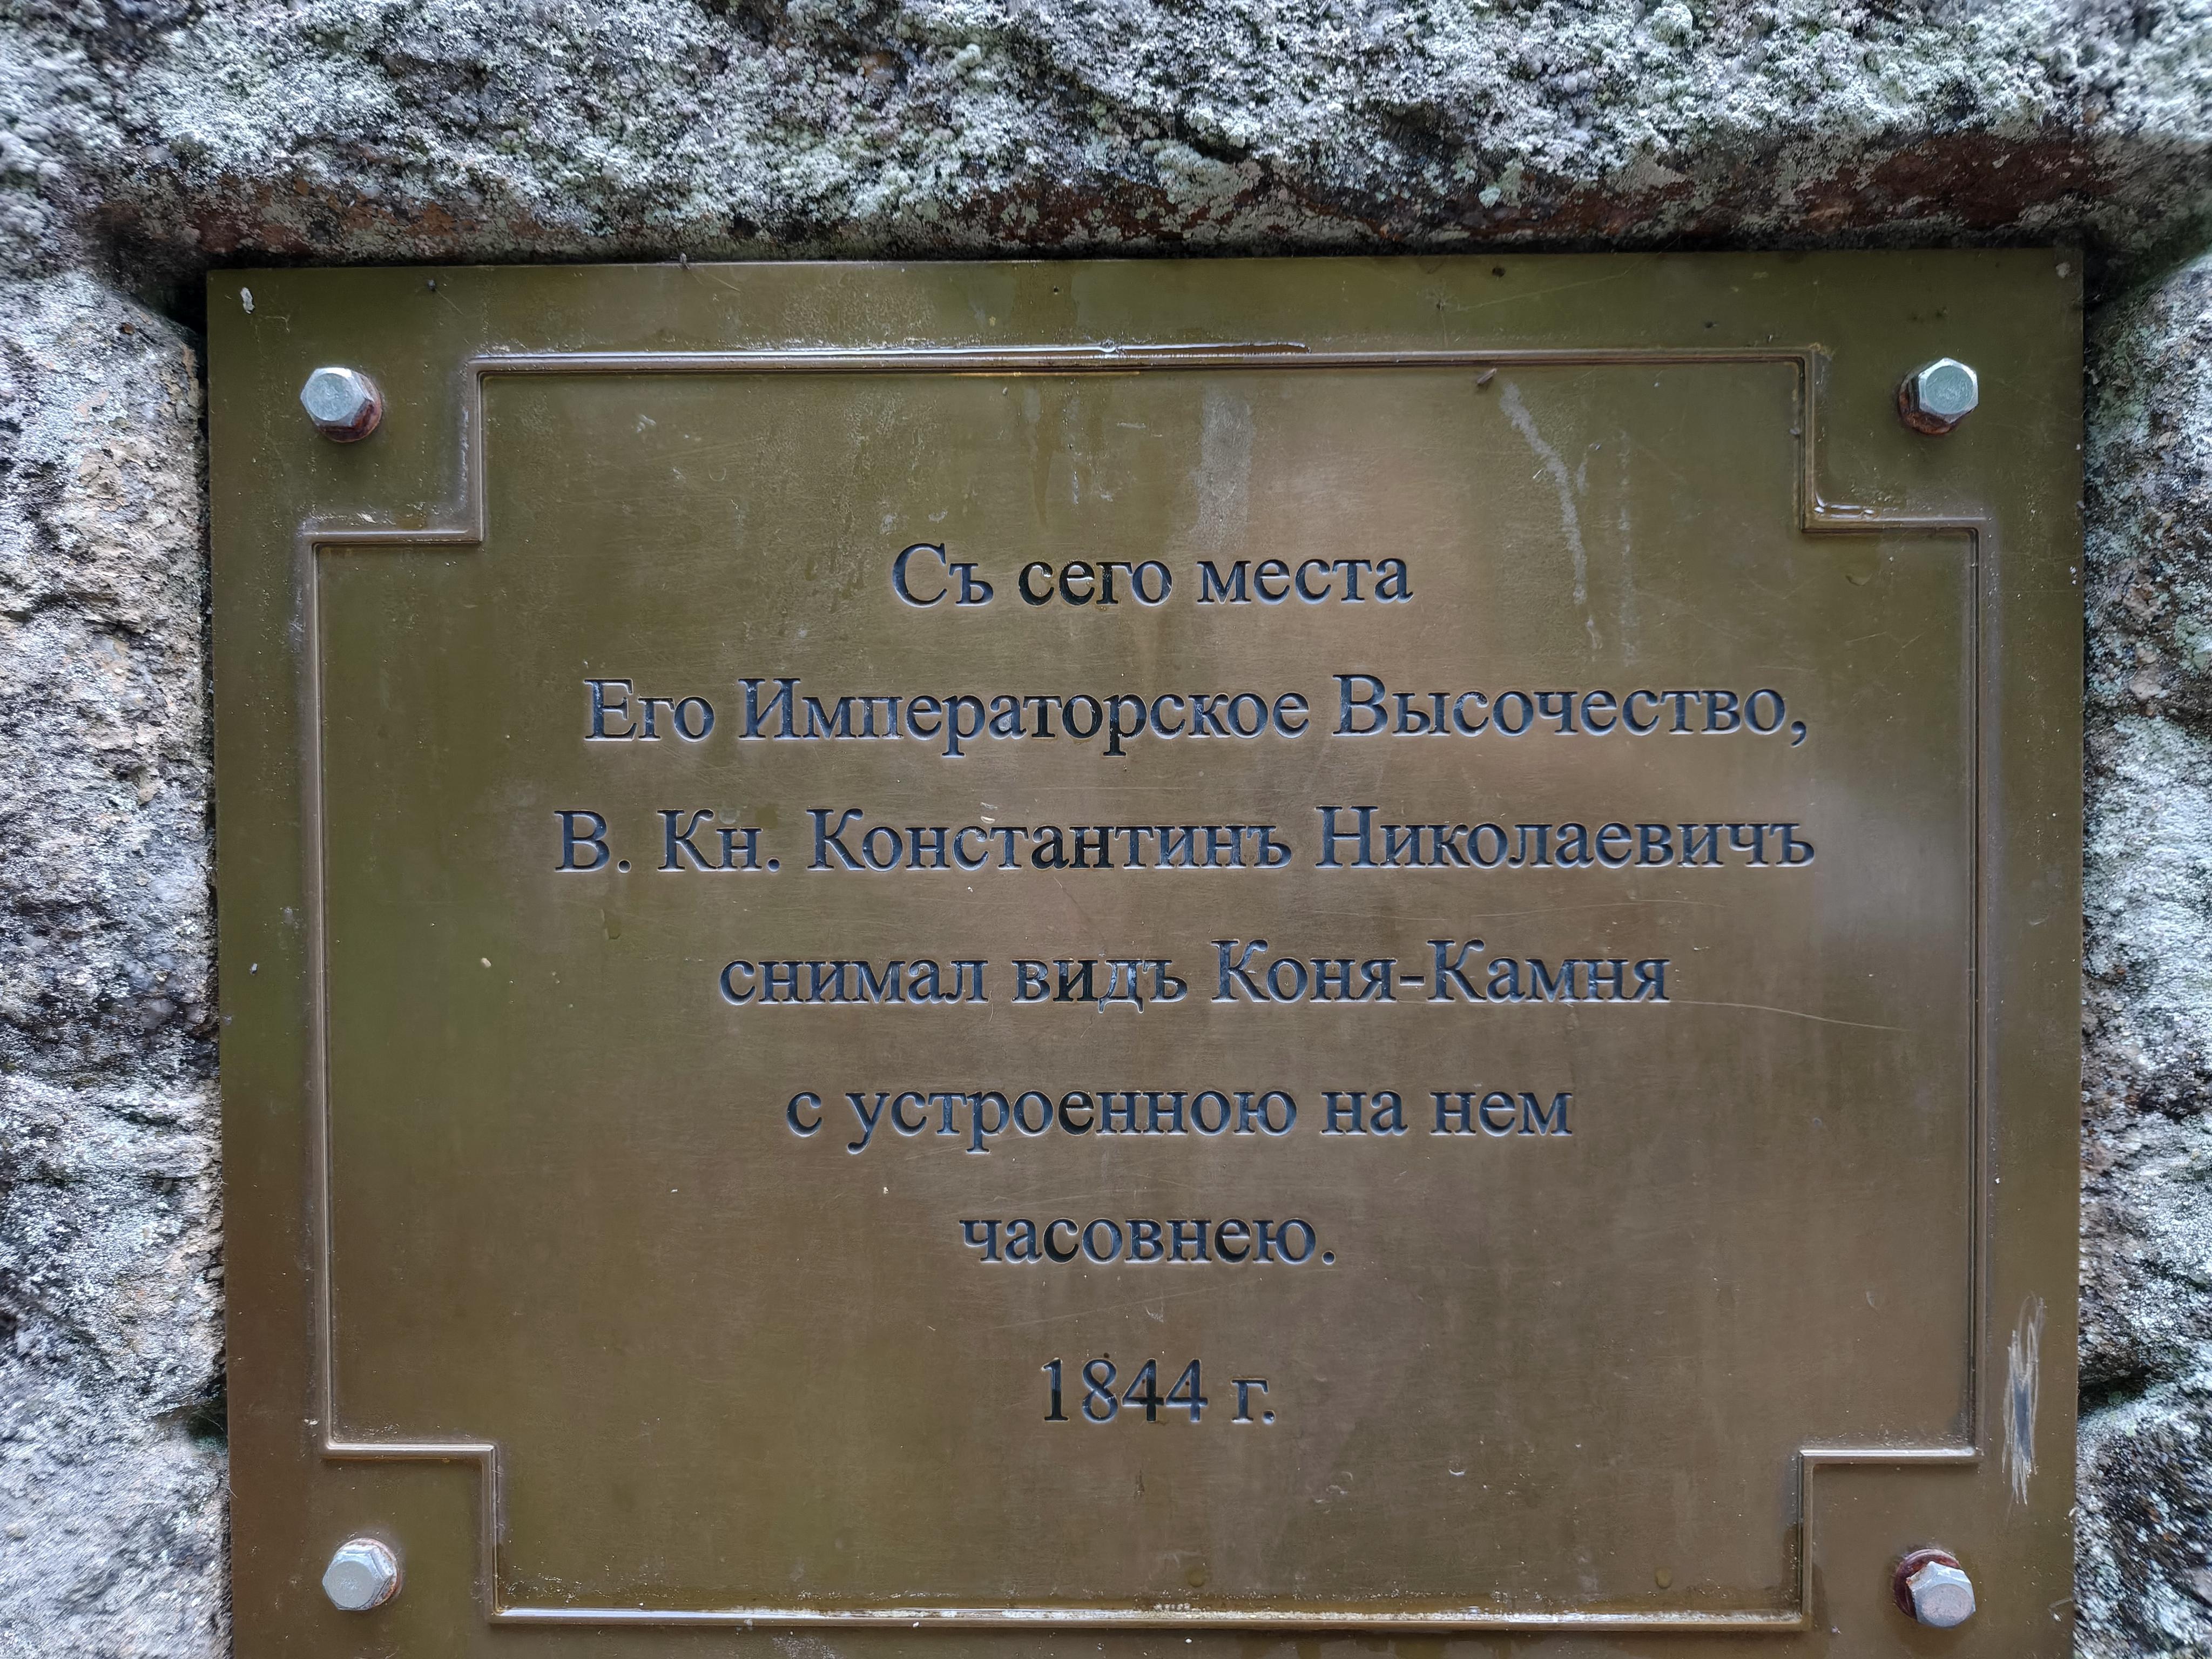 Съ сего места
Его Императорское Высочество,
В. Кн. Константинъ Николаевичъ
снимал видъ Коня-Камня
с устроенною на нем
часовнею.
1844 г.